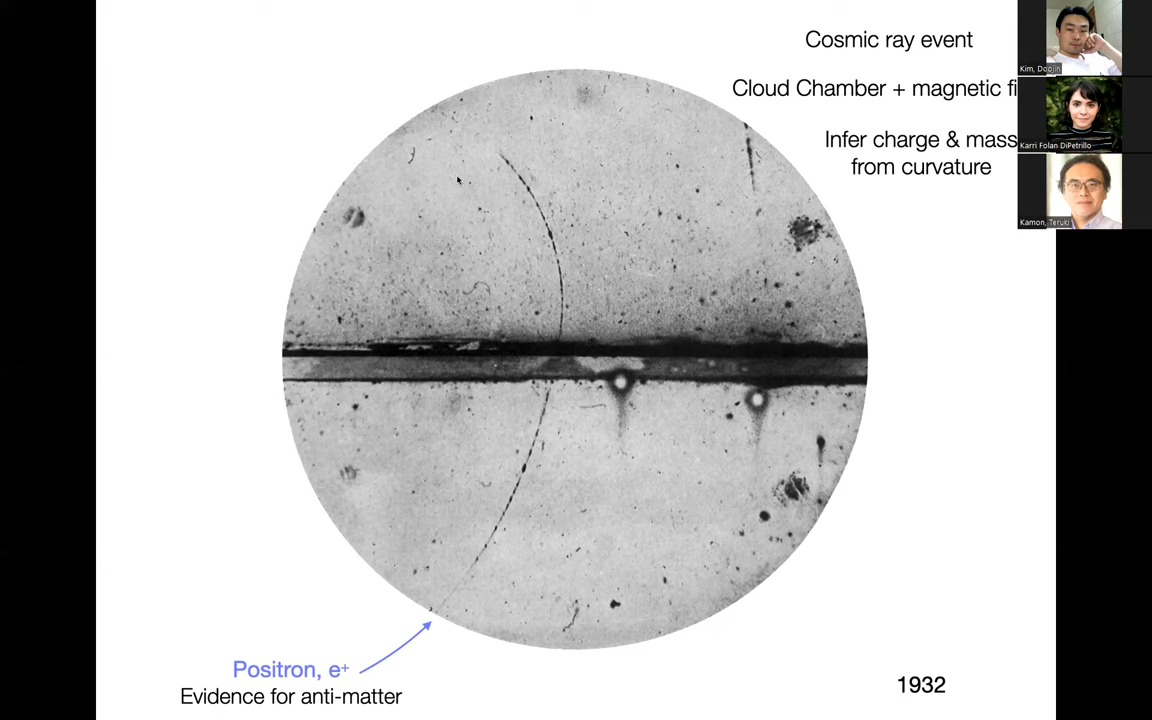 Cosmic ray event
Cloud Chamber + magnetic fi
Infer charge & mass
from curvature
Kim, Doojin
Karri Folan DiPetrillo
Kamon, Teruki
Positron, e⁺
Evidence for anti-matter
1932